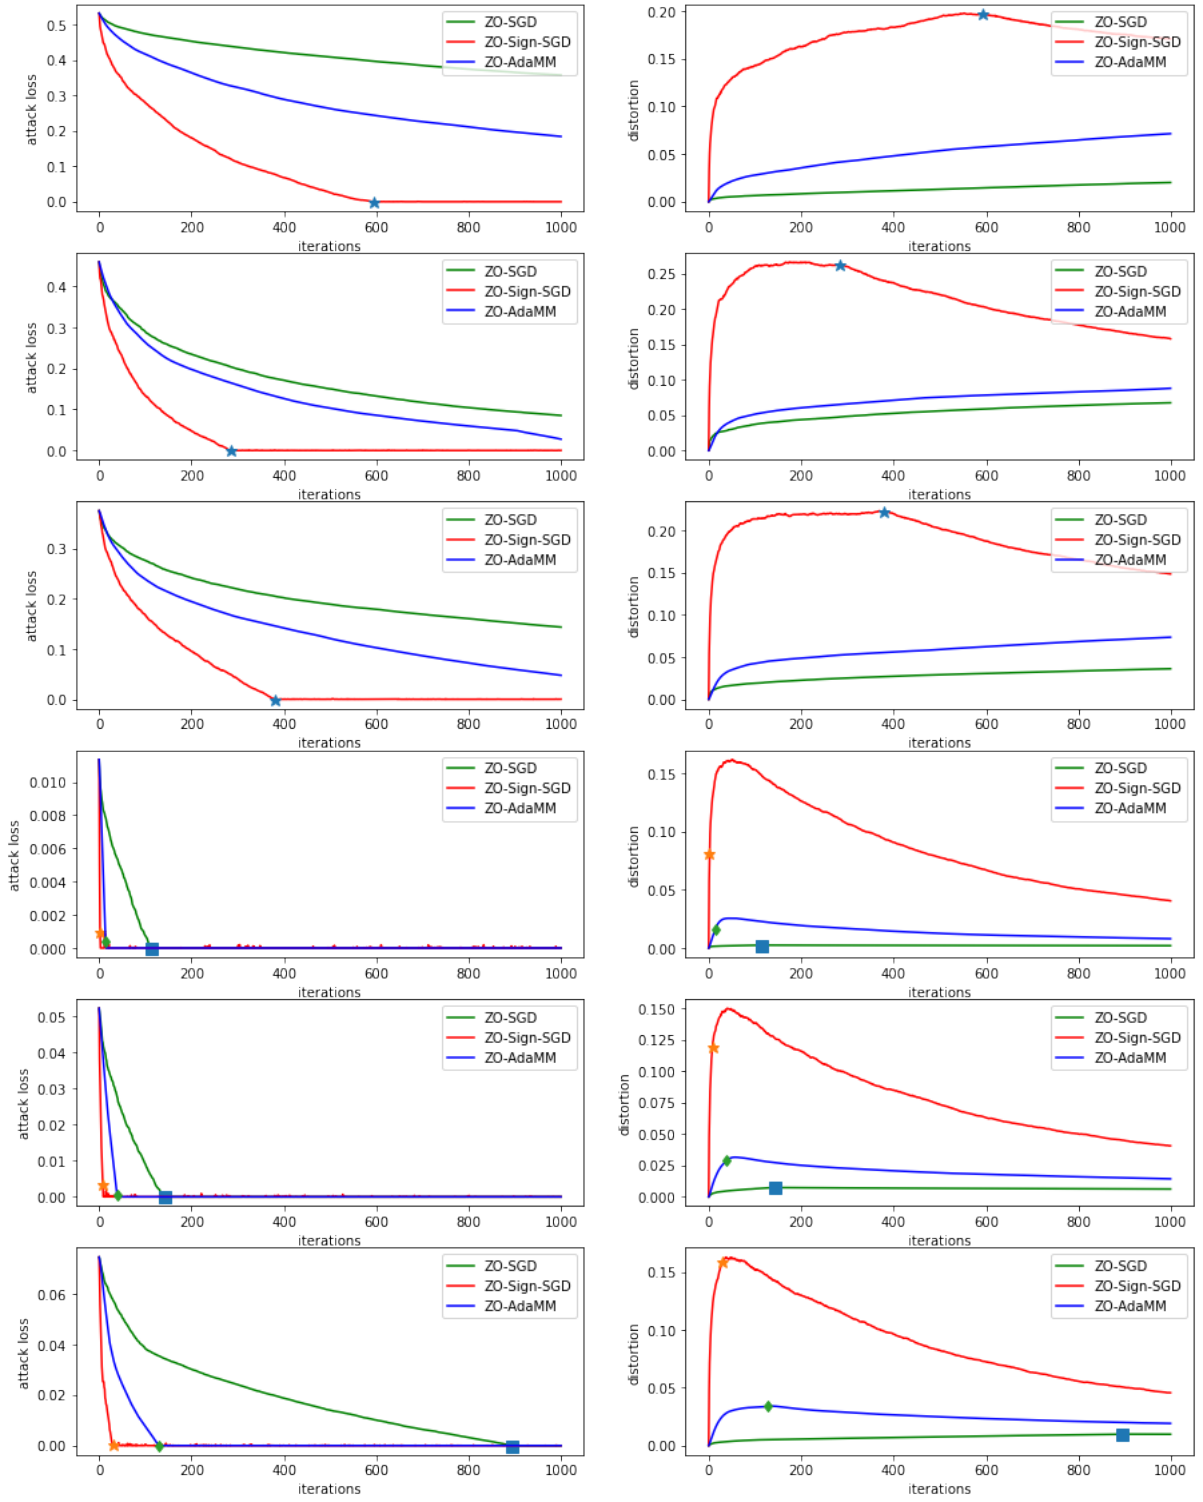 attack loss
0.5
0.4
0.3
0.2
0.1
0.0
0 200 400 600 800 1000
iterations
ZO-SGD
ZO-Sign-SGD
ZO-AdaMM
distortion
0.20
0.15
0.10
0.05
0.00
0 200 400 600 800 1000
iterations
ZO-SGD
ZO-Sign-SGD
ZO-AdaMM
attack loss
0.4
0.3
0.2
0.1
0.0
0 200 400 600 800 1000
iterations
ZO-SGD
ZO-Sign-SGD
ZO-AdaMM
distortion
0.25
0.20
0.15
0.10
0.05
0.00
0 200 400 600 800 1000
iterations
ZO-SGD
ZO-Sign-SGD
ZO-AdaMM
attack loss
0.3
0.2
0.1
0.0
0 200 400 600 800 1000
iterations
ZO-SGD
ZO-Sign-SGD
ZO-AdaMM
distortion
0.20
0.15
0.10
0.05
0.00
0 200 400 600 800 1000
iterations
ZO-SGD
ZO-Sign-SGD
ZO-AdaMM
attack loss
0.010
0.008
0.006
0.004
0.002
0.000
0 200 400 600 800 1000
iterations
ZO-SGD
ZO-Sign-SGD
ZO-AdaMM
distortion
0.15
0.10
0.05
0.00
0 200 400 600 800 1000
iterations
ZO-SGD
ZO-Sign-SGD
ZO-AdaMM
attack loss
0.05
0.04
0.03
0.02
0.01
0.00
0 200 400 600 800 1000
iterations
ZO-SGD
ZO-Sign-SGD
ZO-AdaMM
distortion
0.150
0.125
0.100
0.075
0.050
0.025
0.000
0 200 400 600 800 1000
iterations
ZO-SGD
ZO-Sign-SGD
ZO-AdaMM
attack loss
0.06
0.04
0.02
0.00
0 200 400 600 800 1000
iterations
ZO-SGD
ZO-Sign-SGD
ZO-AdaMM
distortion
0.15
0.10
0.05
0.00
0 200 400 600 800 1000
iterations
ZO-SGD
ZO-Sign-SGD
ZO-AdaMM